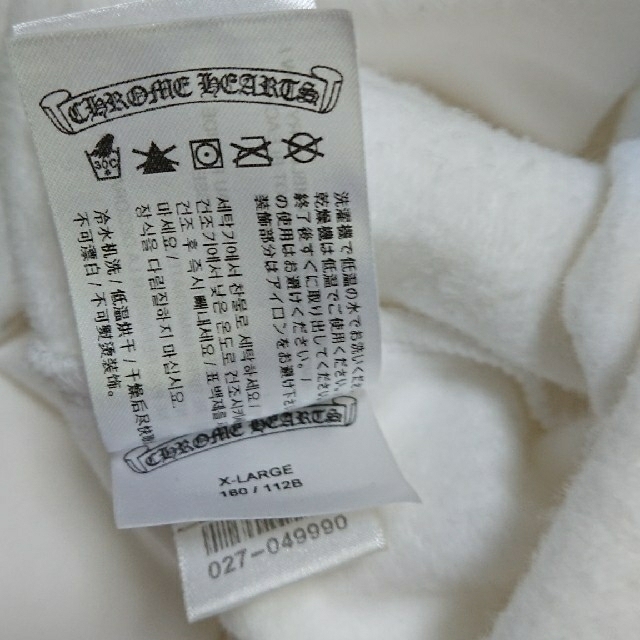 CHROME HEARTS
洗濯機で低温の水でお洗いくだ
乾燥機は低温でご使用ください
終了後すぐに取り出してくださ
の使用はお避けください。/
装飾部分はアイロンをお避け下
세탁기에서 찬물로 세탁하세요
건조기에서 낮은 온도로 건조시
건조 후 즉시 빼내세요 / 표백제
마세요/
장식을 다림질하지 마십시오.
冷水机洗/低温烘干/干燥后
不可漂白/不可熨烫装饰。
CHROME HEARTS
X-LARGE
180 / 112B
027-049990